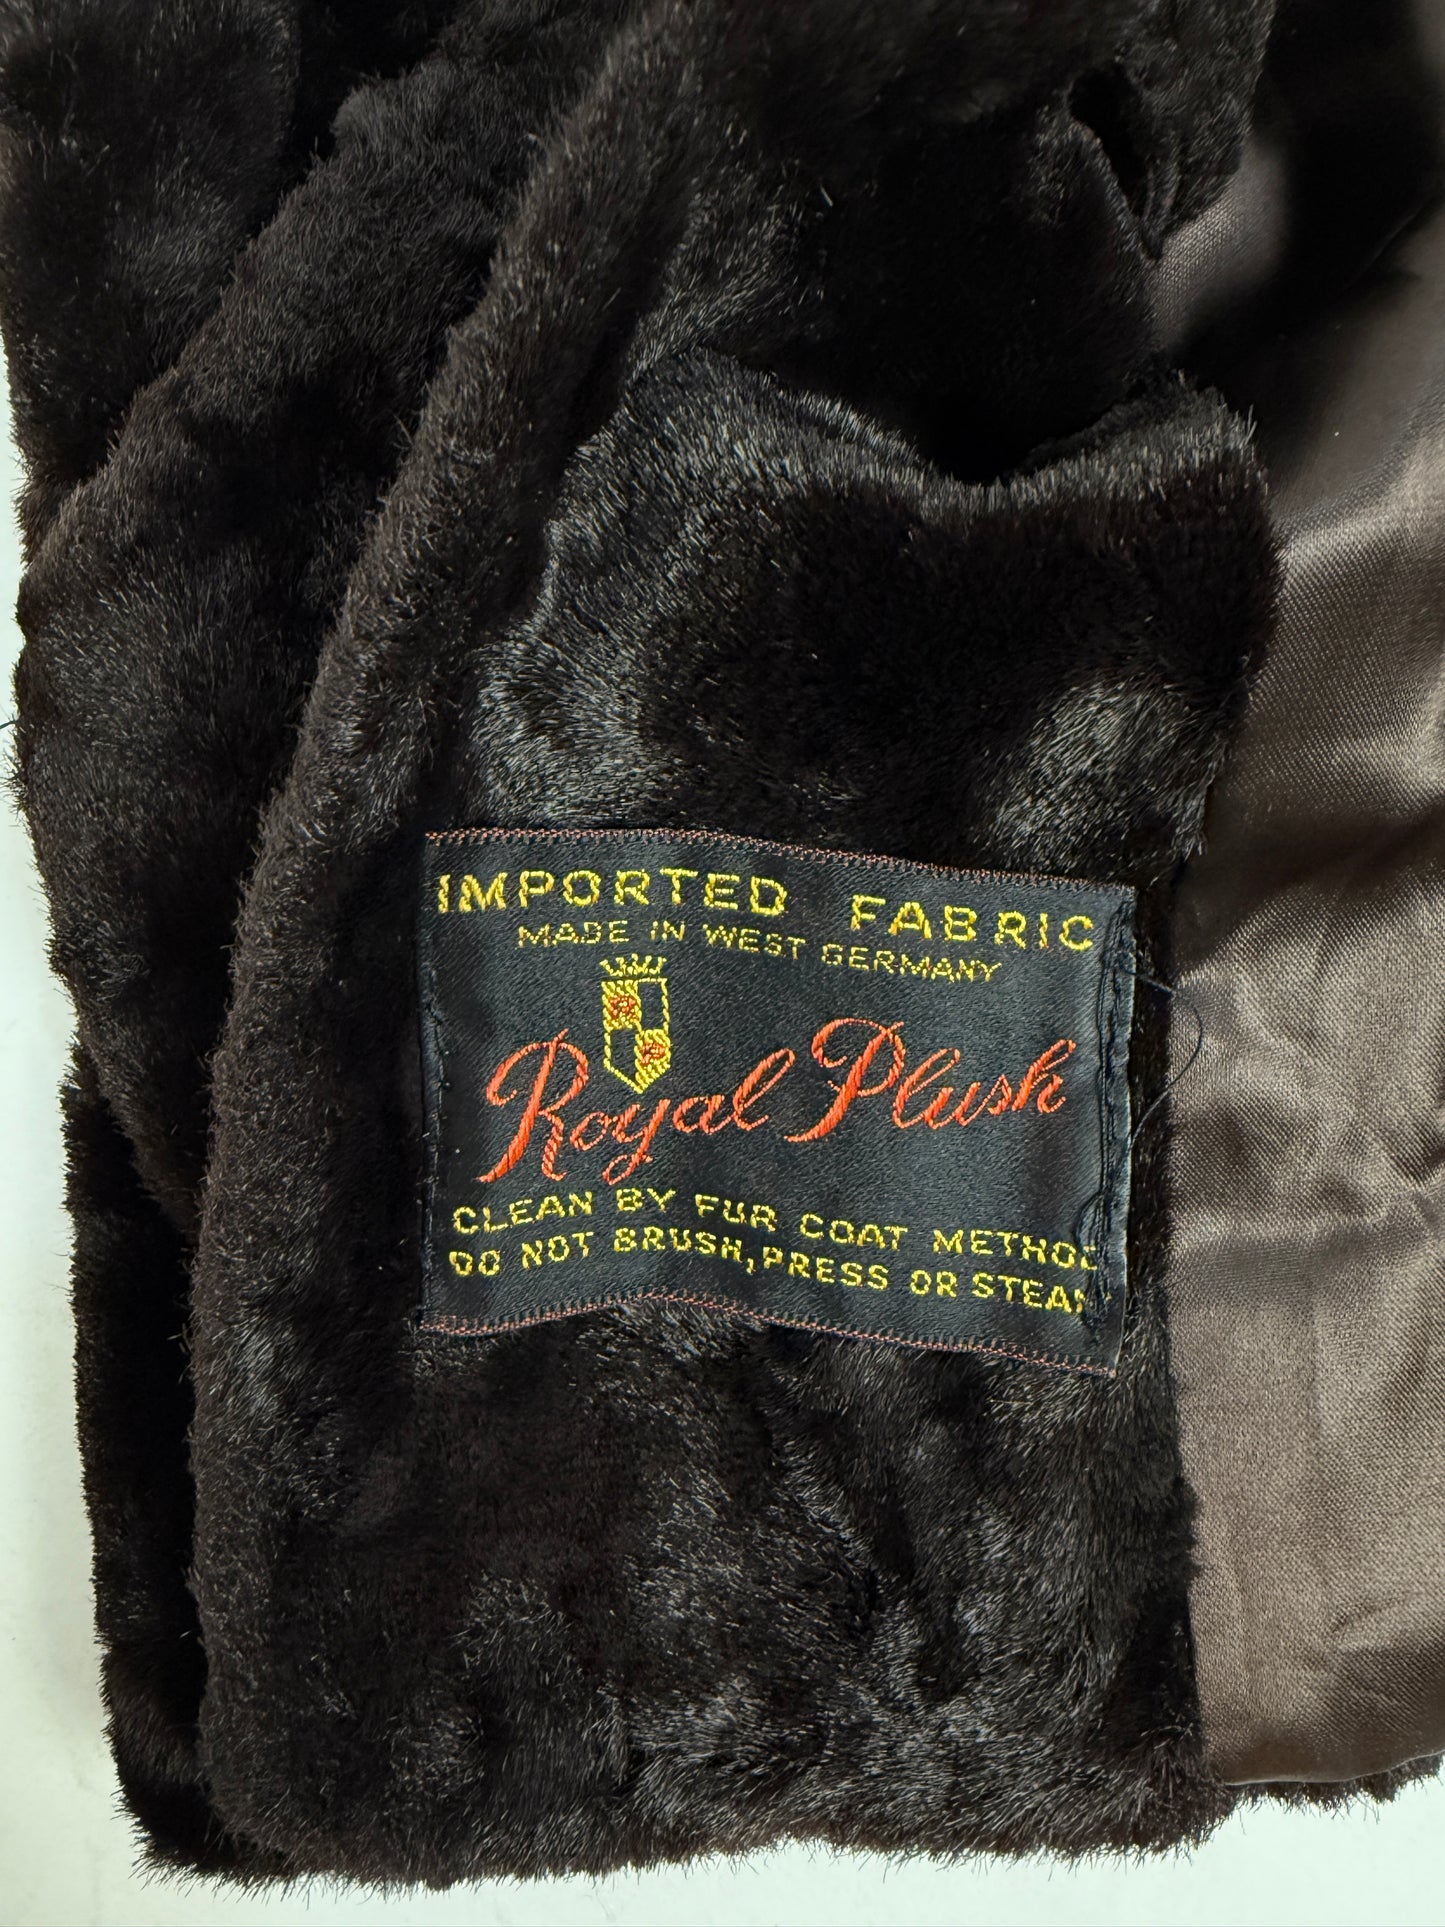 IMPORTED FABRIC
MADE IN WEST GERMANY
Royal Plush
CLEAN BY FUR COAT METHOD
DO NOT BRUSH, PRESS OR STEAM